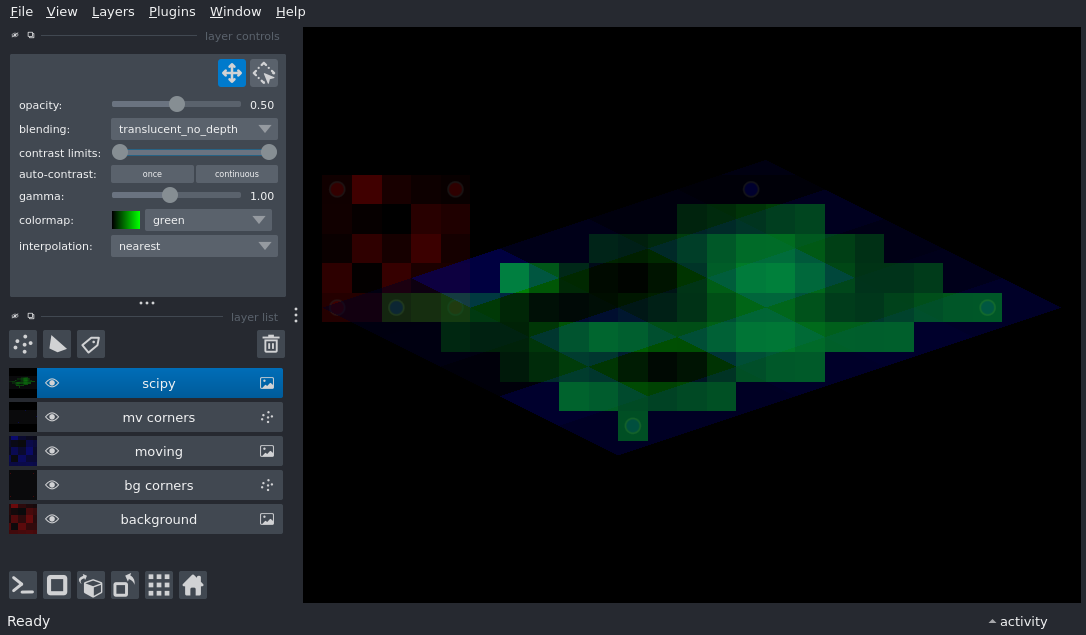 File View Layers Plugins Window Help
layer controls
opacity: 0.50
blending: translucent_no_depth
contrast limits:
auto-contrast: once continuous
gamma: 1.00
colormap: green
interpolation: nearest
layer list
scipy
mv corners
moving
bg corners
background
Ready
activity